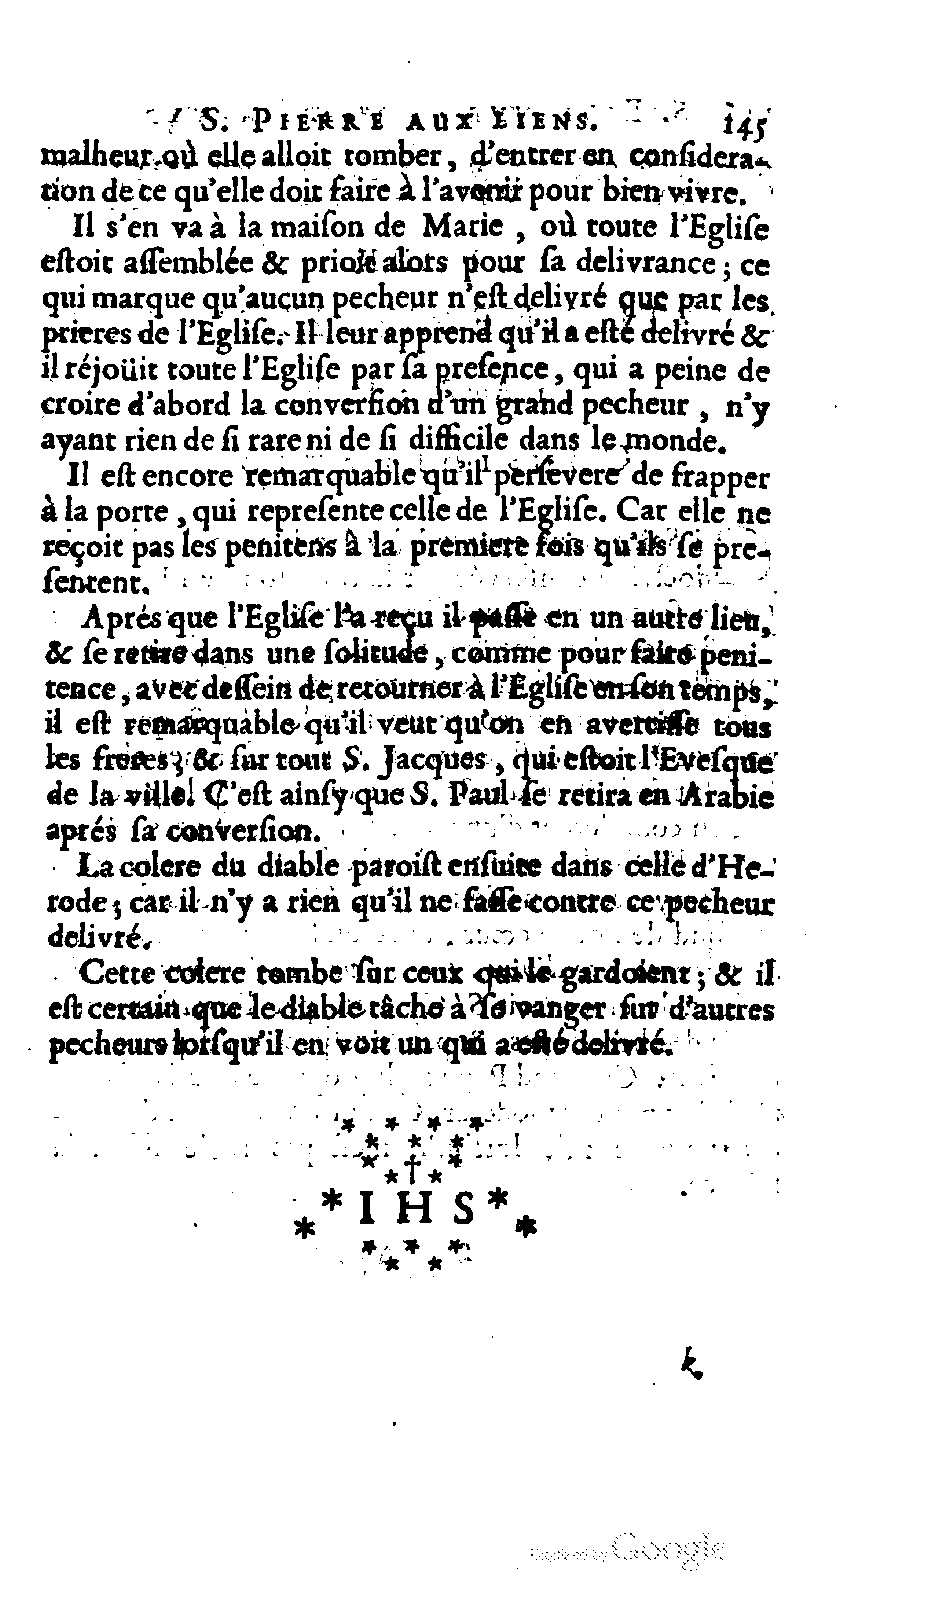 S. PIERRE AUX LIENS. 145
malheur où elle alloit tomber, d'entrer en considera-
tion de ce qu'elle doit faire à l'avenir pour bien vivre.
Il s'en va à la maiſon de Marie, où toute l'Egliſe
eſtoit aſſemblée & prioit alors pour ſa delivrance; ce
qui marque qu'aucun pecheur n'eſt delivré que par les
prieres de l'Egliſe. Il leur apprend qu'il a eſté delivré &
il réjoüit toute l'Egliſe par ſa preſence, qui a peine de
croire d'abord la converſion d'un grand pecheur, n'y
ayant rien de ſi rare ni de ſi difficile dans le monde.
Il eſt encore remarquable qu'il perſevere de frapper
à la porte, qui repreſente celle de l'Egliſe. Car elle ne
reçoit pas les penitens à la premiere fois qu'ils ſe pre-
ſentent.
Aprés que l'Egliſe l'a reçu il paſſe en un autre lieu,
& ſe retire dans une ſolitude, comme pour faire peni-
tence, avec deſſein de retourner à l'Egliſe en ſon temps,
il eſt remarquable qu'il veut qu'on en avertiſſe tous
les freres; & ſur tout S. Jacques, qui eſtoit l'Eveſque
de la ville. C'eſt ainſy que S. Paul ſe retira en Arabie
aprés ſa converſion.
La colere du diable paroiſt enſuite dans celle d'He-
rode; car il n'y a rien qu'il ne faſſe contre ce pecheur
delivré.
Cette colere tombe ſur ceux qui le gardoient; & il
eſt certain que le diable tâche à ſe vanger ſur d'autres
pecheurs lorſqu'il en voit un qui a eſté delivré.
* * * *
* * *
* † *
* *
* I H S *
* *
* * *
* *
k
Google